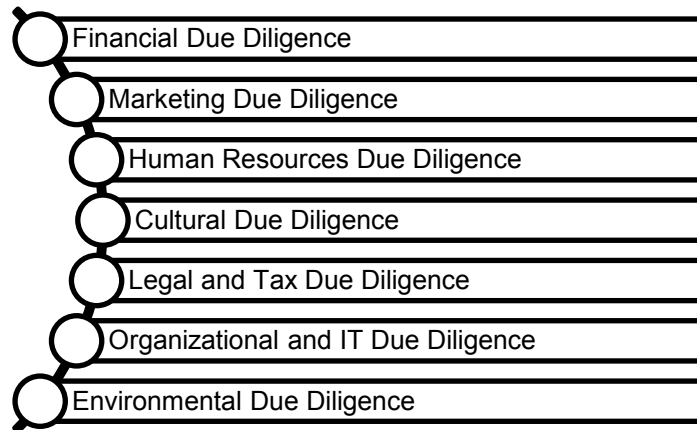 Financial Due Diligence
Marketing Due Diligence
Human Resources Due Diligence
Cultural Due Diligence
Legal and Tax Due Diligence
Organizational and IT Due Diligence
Environmental Due Diligence